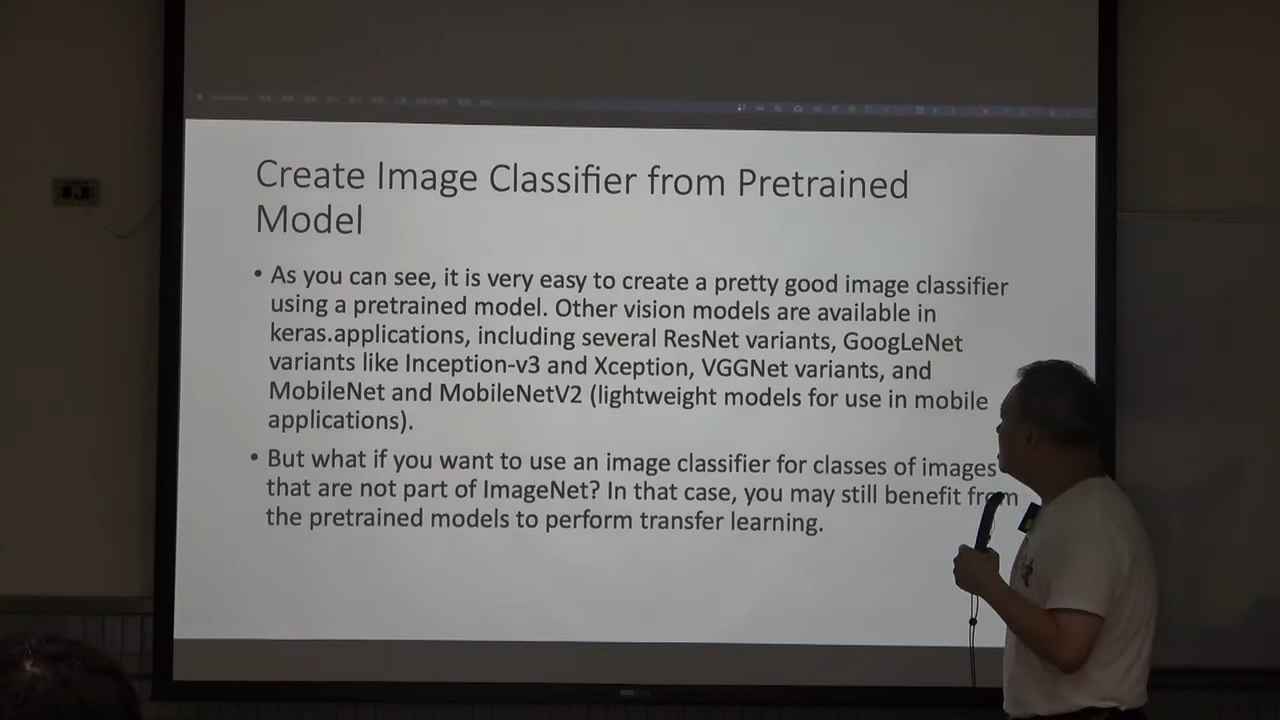 Create Image Classifier from Pretrained
Model
• As you can see, it is very easy to create a pretty good image classifier
using a pretrained model. Other vision models are available in
keras.applications, including several ResNet variants, GoogLeNet
variants like Inception-v3 and Xception, VGGNet variants, and
MobileNet and MobileNetV2 (lightweight models for use in mobile
applications).
• But what if you want to use an image classifier for classes of images
that are not part of ImageNet? In that case, you may still benefit from
the pretrained models to perform transfer learning.